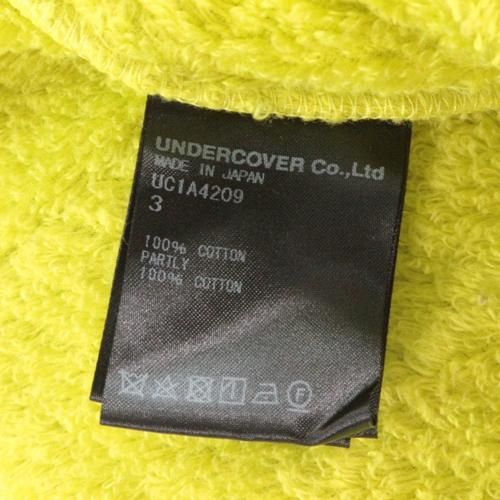 UNDERCOVER Co.,Ltd
MADE IN JAPAN
UC1A4209
3
100% COTTON
PARTLY
100% COTTON
F